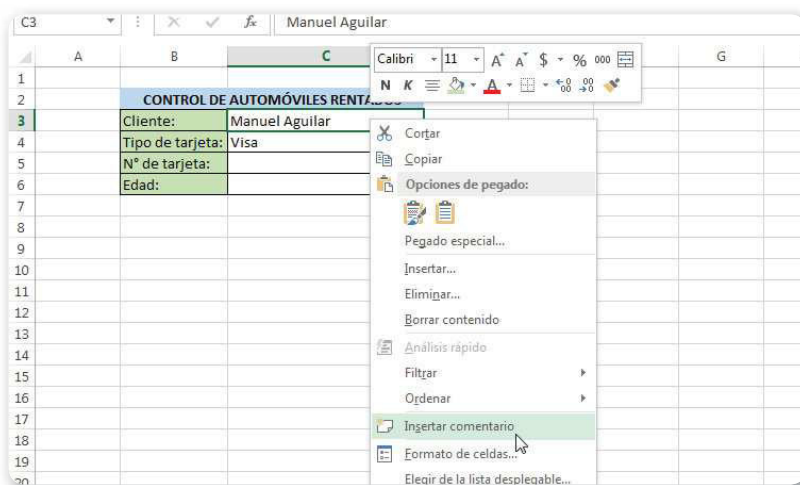 C3 fx Manuel Aguilar
A B C G
Calibri 11 A A $ % 000
N K A
1
2 CONTROL DE AUTOMÓVILES RENTADOS
3 Cliente: Manuel Aguilar
4 Tipo de tarjeta: Visa
5 N° de tarjeta:
6 Edad:
7
8
9
10
11
12
13
14
15
16
17
18
19
20
Cortar
Copiar
Opciones de pegado:
Pegado especial...
Insertar...
Eliminar...
Borrar contenido
Análisis rápido
Filtrar
Ordenar
Insertar comentario
Formato de celdas...
Elegir de la lista desplegable...